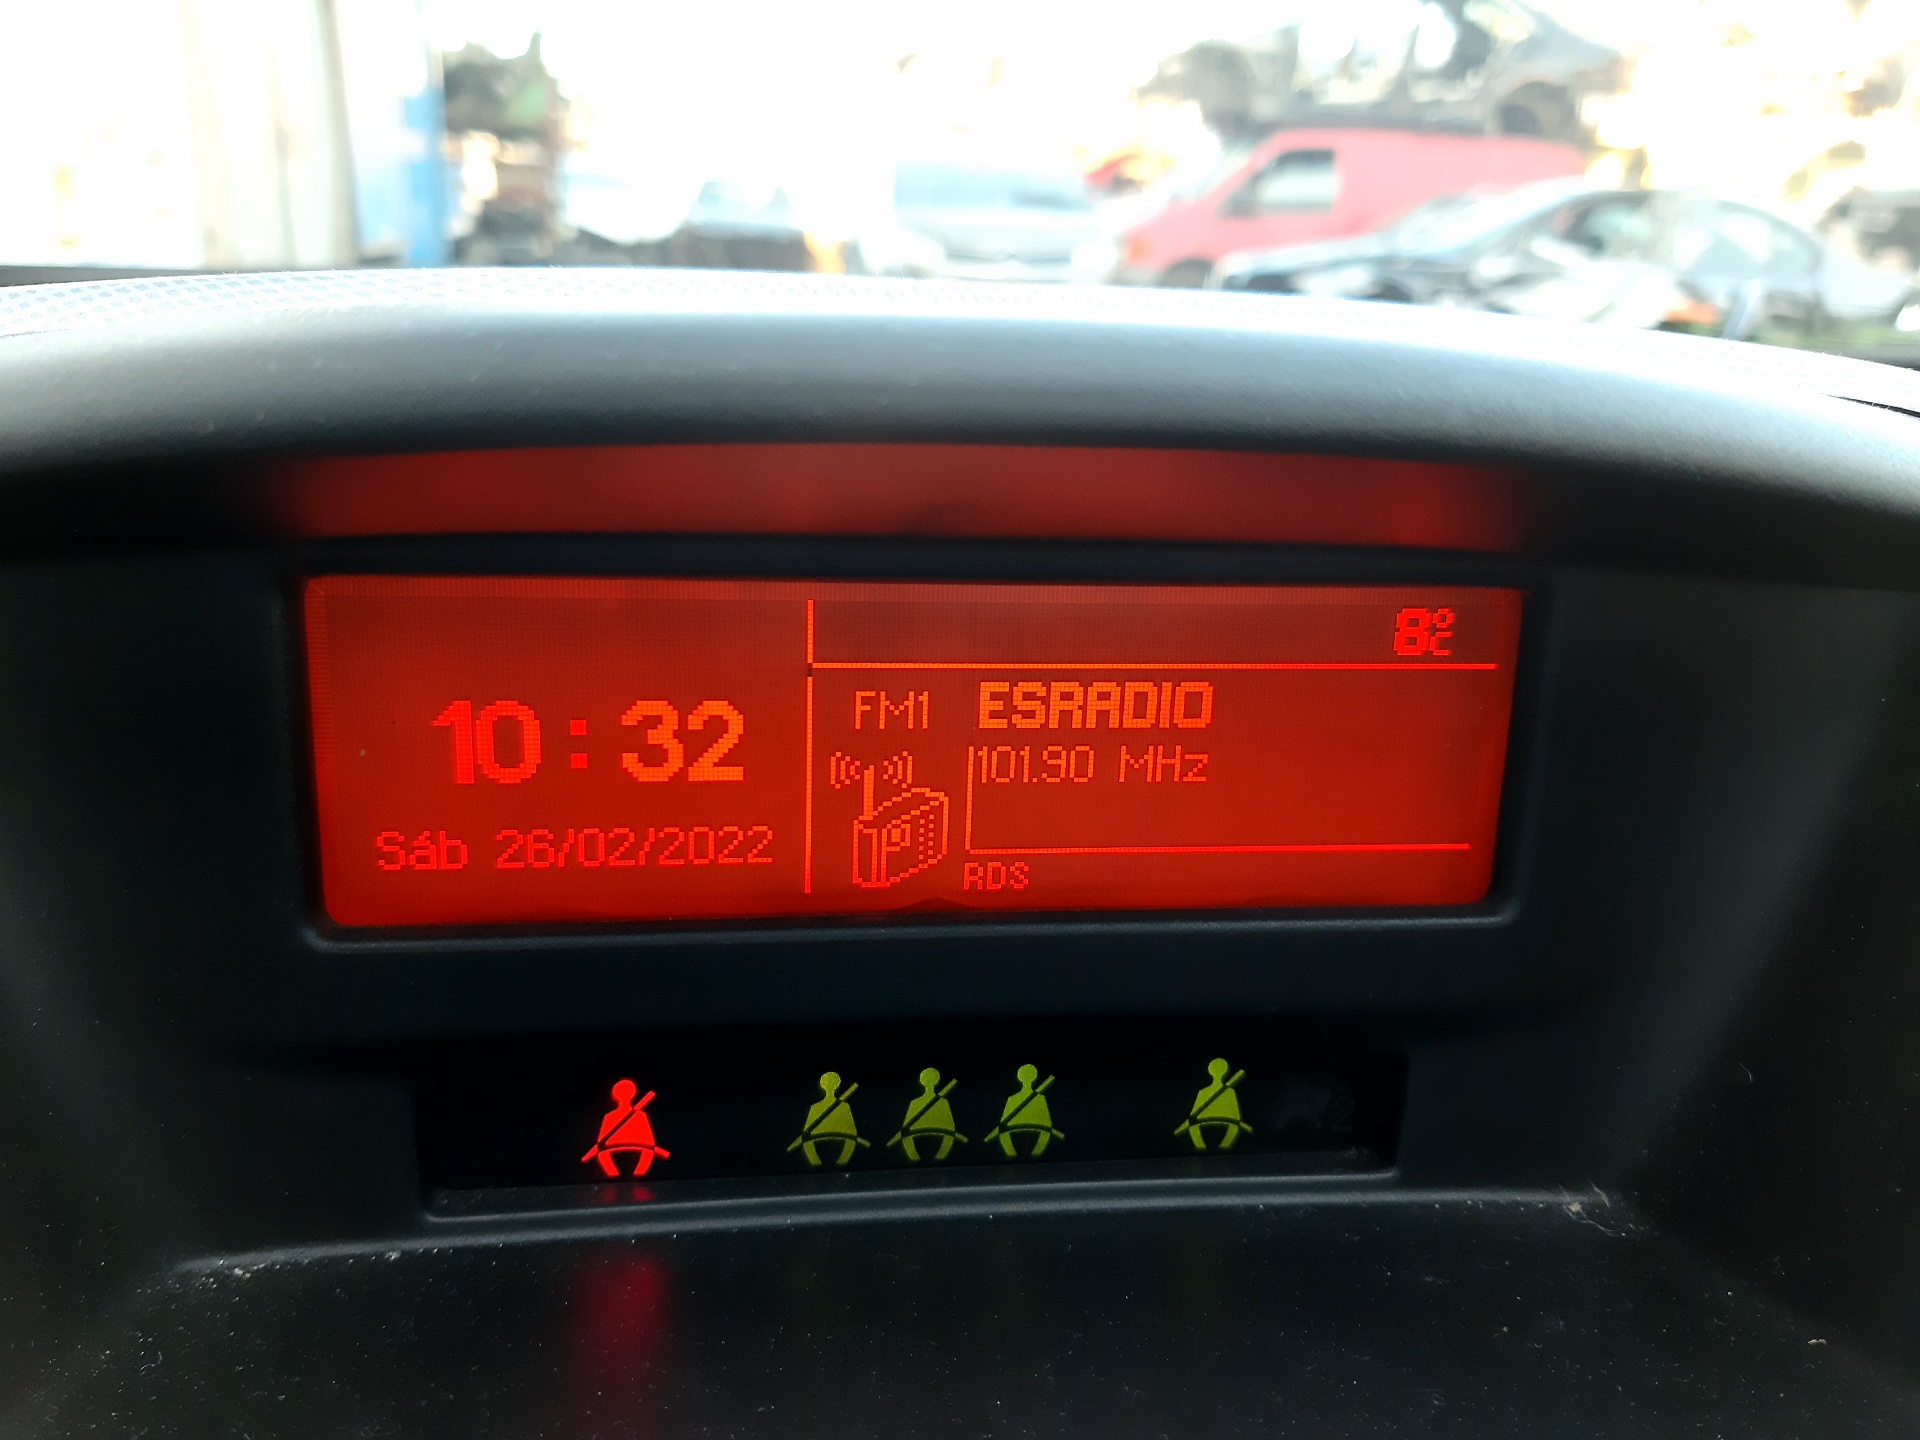 10:32
Sáb 26/02/2022
8°C
FM1 ESRADIO
101.90 MHz
RDS